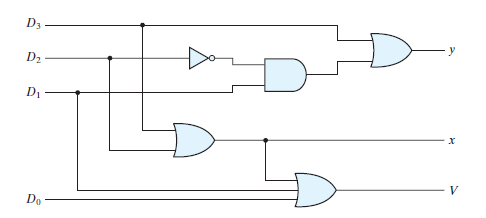 D₃
y
D₂
D₁
x
V
D₀